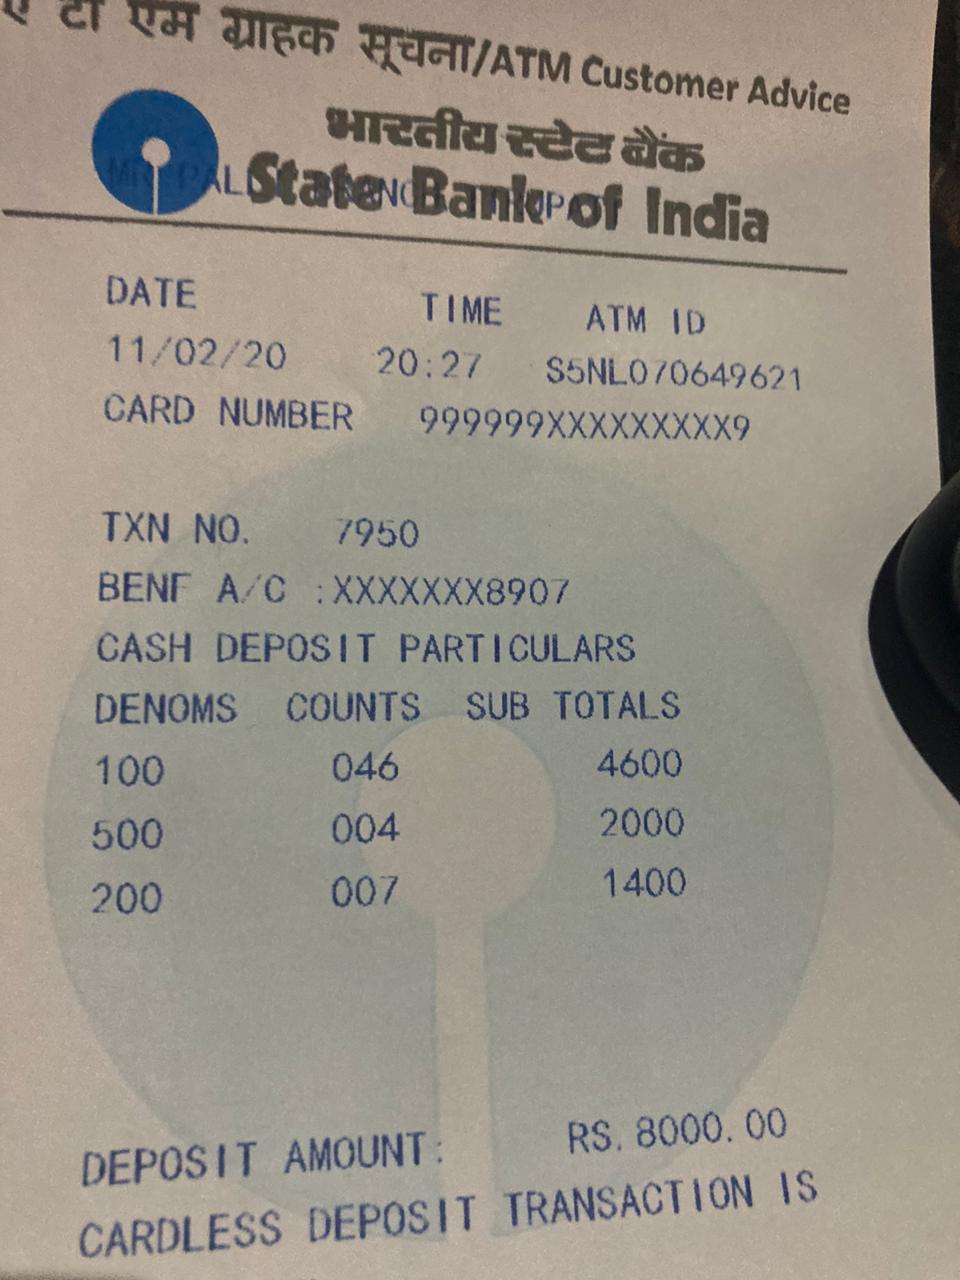 ए टी एम ग्राहक सूचना/ATM Customer Advice
भारतीय स्टेट बैंक
State Bank of India
DATE TIME ATM ID
11/02/20 20:27 S5NL070649621
CARD NUMBER 999999XXXXXXXXX9
TXN NO. 7950
BENF A/C :XXXXXXX8907
CASH DEPOSIT PARTICULARS
DENOMS COUNTS SUB TOTALS
100 046 4600
500 004 2000
200 007 1400
DEPOSIT AMOUNT: RS. 8000.00
CARDLESS DEPOSIT TRANSACTION IS